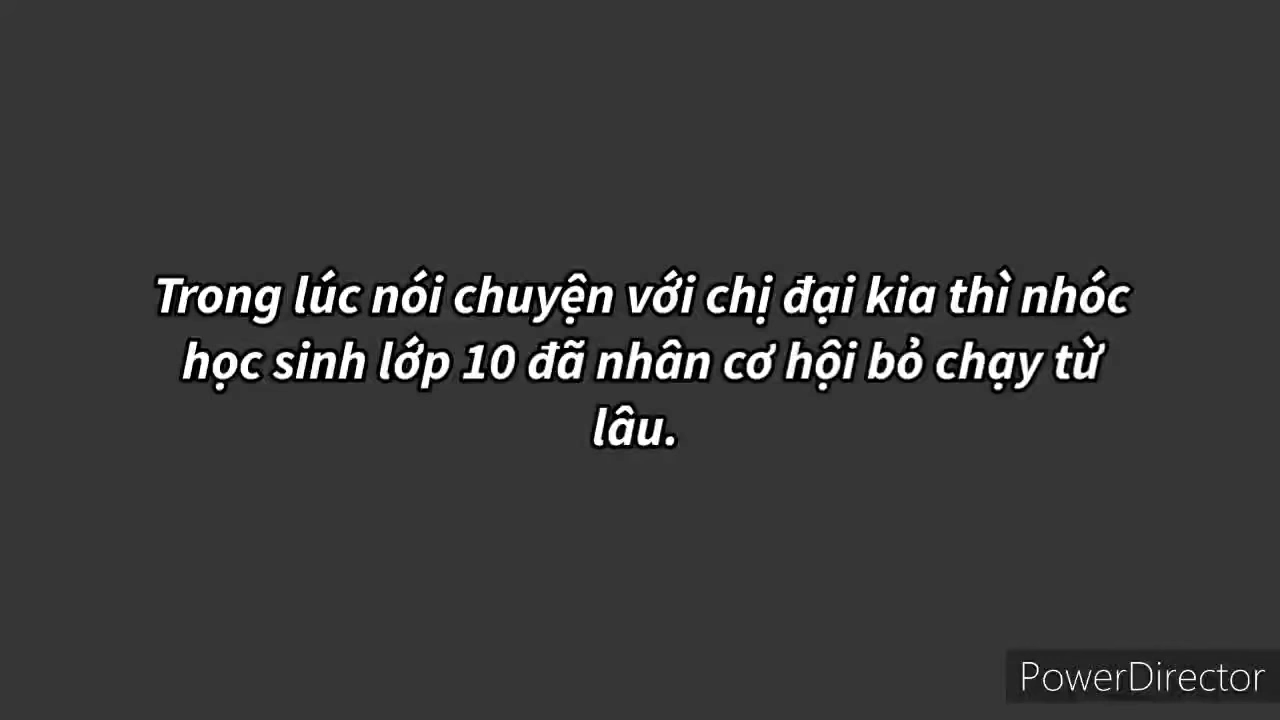 Trong lúc nói chuyện với chị đại kia thì nhóc
học sinh lớp 10 đã nhân cơ hội bỏ chạy từ
lâu.
PowerDirector